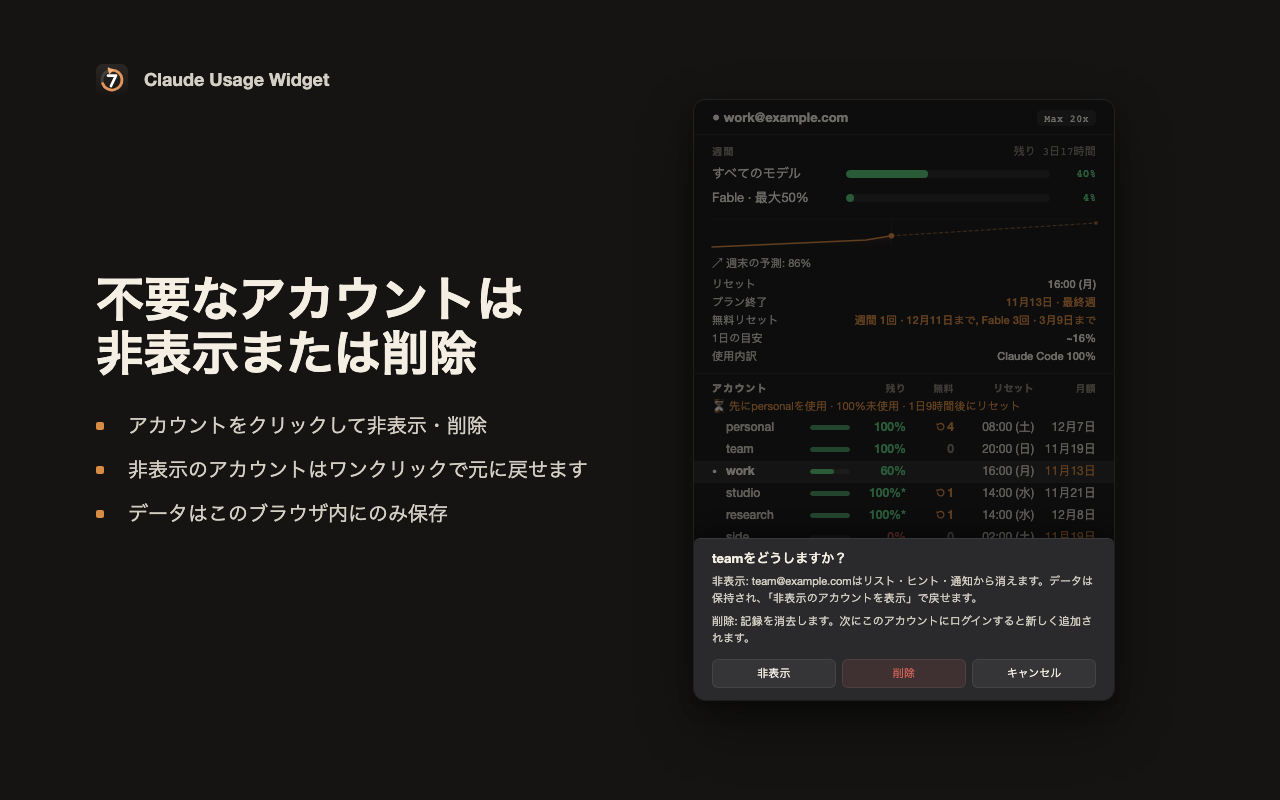 Claude Usage Widget
不要なアカウントは
非表示または削除
アカウントをクリックして非表示・削除
非表示のアカウントはワンクリックで元に戻せます
データはこのブラウザ内にのみ保存
work@example.com Max 20x
週間 残り 3日17時間
すべてのモデル 40%
Fable · 最大50% 4%
↗ 週末の予測: 86%
リセット 16:00 (月)
プラン終了 11月13日 · 最終週
無料リセット 週間 1回 · 12月11日まで, Fable 3回 · 3月9日まで
1日の目安 ~16%
使用内訳 Claude Code 100%
アカウント 残り 無料 リセット 月額
⏳ 先にpersonalを使用 · 100%未使用 · 1日9時間後にリセット
personal 100% 4 08:00 (土) 12月7日
team 100% 0 20:00 (日) 11月19日
work 60% 16:00 (月) 11月13日
studio 100%* 1 14:00 (水) 11月21日
research 100%* 1 14:00 (水) 12月8日
side 0% 0 02:00 (土) 11月19日
teamをどうしますか？
非表示: team@example.comはリスト・ヒント・通知から消えます。データは
保持され、「非表示のアカウントを表示」で戻せます。
削除: 記録を消去します。次にこのアカウントにログインすると新しく追加さ
れます。
非表示 削除 キャンセル